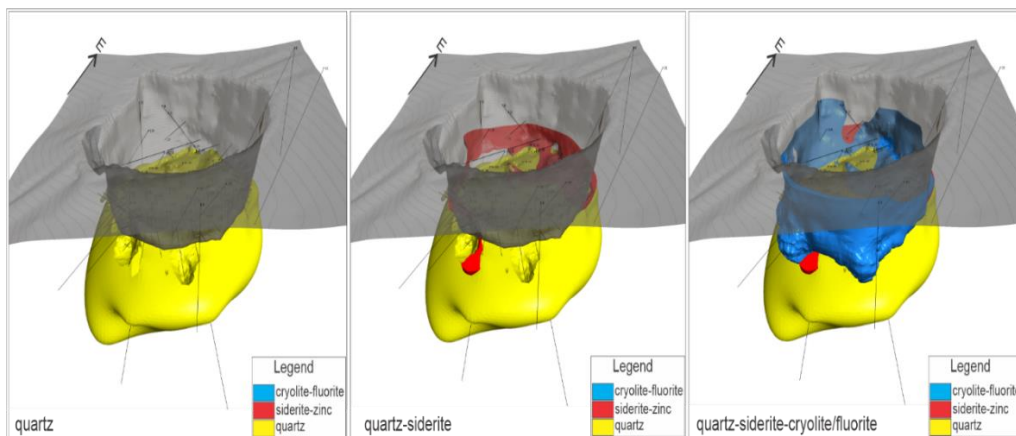 E
Legend
cryolite-fluorite
siderite-zinc
quartz
quartz
E
Legend
cryolite-fluorite
siderite-zinc
quartz
quartz-siderite
E
Legend
cryolite-fluorite
siderite-zinc
quartz
quartz-siderite-cryolite/fluorite